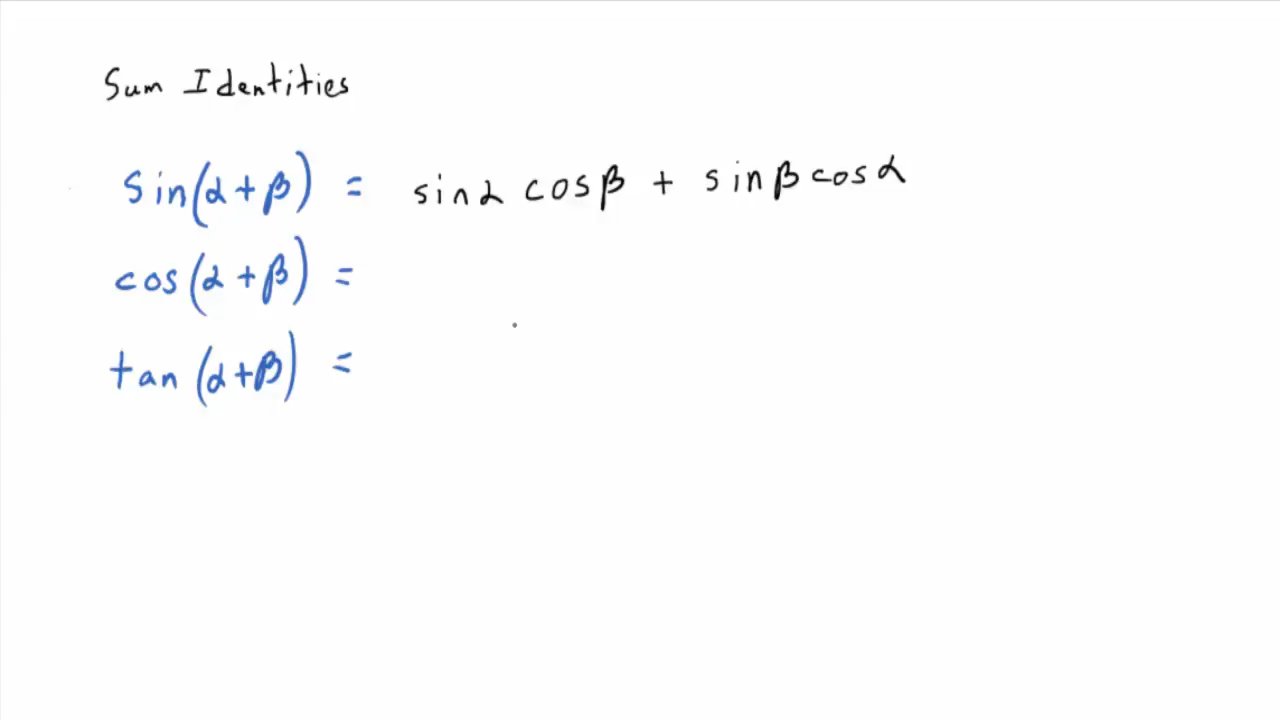 Sum Identities
sin(α+β) = sinα cosβ + sinβ cosα
cos(α+β) =
tan(α+β) =